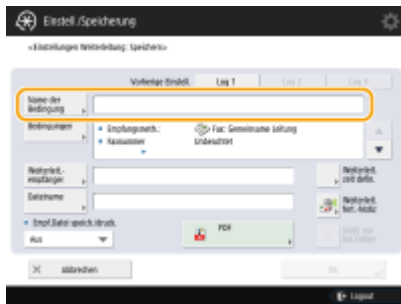 Einstell./Speicherung
<Einstellungen Weiterleitung: Speichern>
Vorherige Einstell. Log 1 Log 2 Log 3
Name der
Bedingung
Bedingungen
• Empfangsmeth.: Fax: Gemeinsame Leitung
• Faxnummer Unbeachtet
Weiterleit.-
empfänger
Weiterleit.
zeit defin.
Dateiname
Weiterleit.
• Empf.Datei speich./druck.
Aus
PDF
Abbrechen
OK
Logout